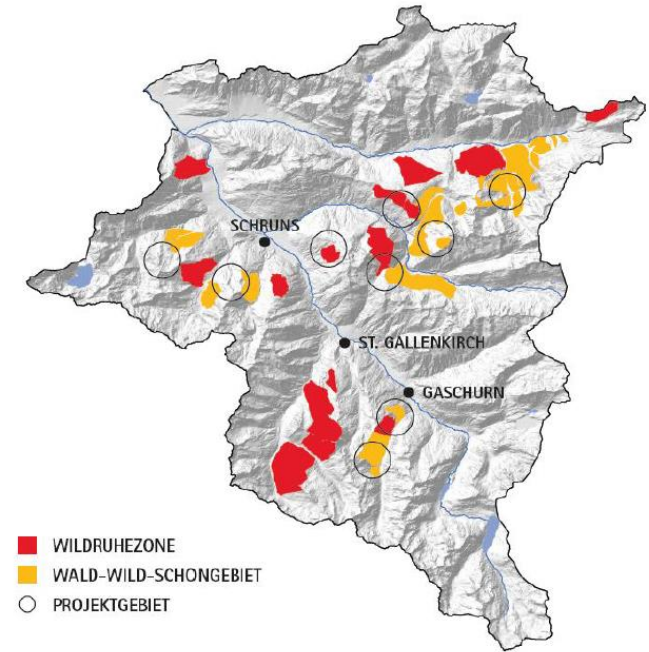 SCHRUNS
ST. GALLENKIRCH
GASCHURN
WILDRUHEZONE
WALD-WILD-SCHONGEBIET
PROJEKTGEBIET